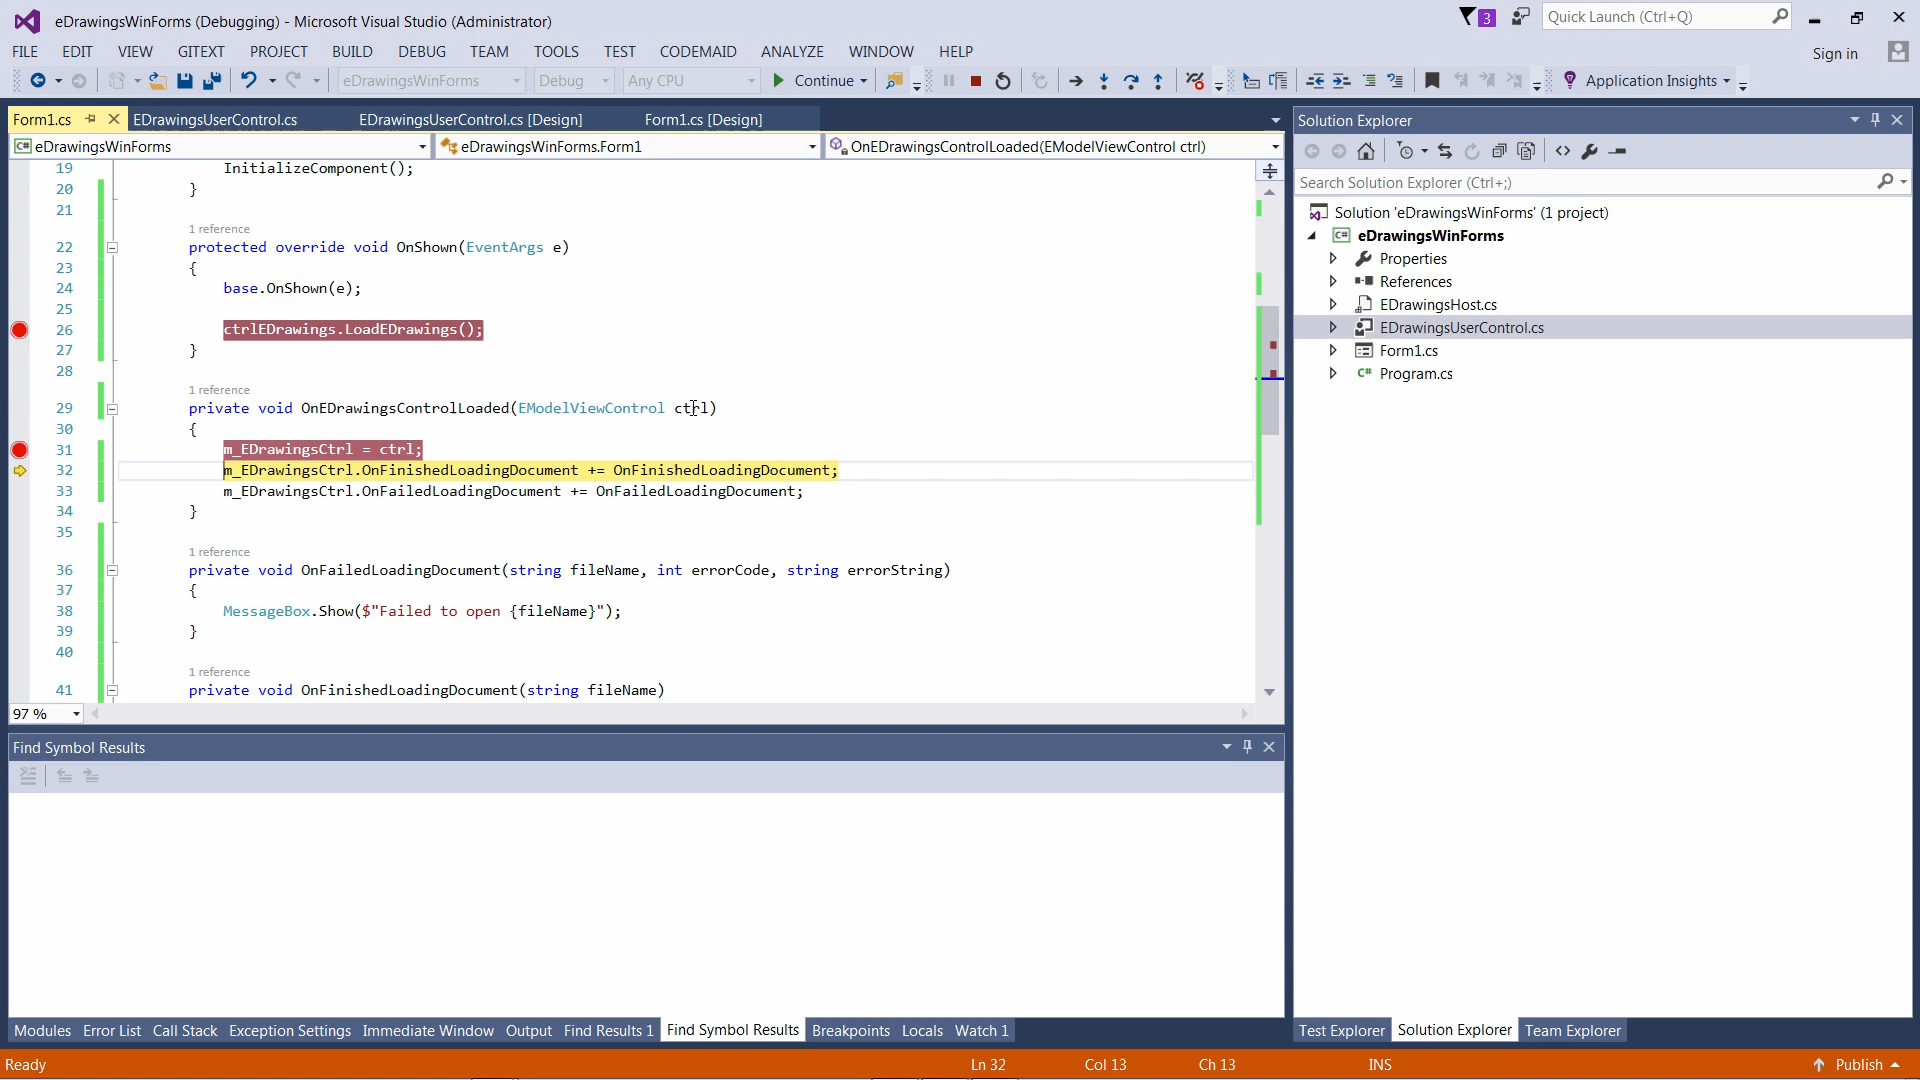 eDrawingsWinForms (Debugging) - Microsoft Visual Studio (Administrator)
3
Quick Launch (Ctrl+Q)
FILE EDIT VIEW GITEXT PROJECT BUILD DEBUG TEAM TOOLS TEST CODEMAID ANALYZE WINDOW HELP
Sign in
eDrawingsWinForms Debug Any CPU Continue Application Insights
Form1.cs EDrawingsUserControl.cs EDrawingsUserControl.cs [Design] Form1.cs [Design]
eDrawingsWinForms eDrawingsWinForms.Form1 OnEDrawingsControlLoaded(EModelViewControl ctrl)
19 InitializeComponent();
20 }
21
1 reference
22 protected override void OnShown(EventArgs e)
23 {
24 base.OnShown(e);
25
26 ctrlEDrawings.LoadEDrawings();
27 }
28
1 reference
29 private void OnEDrawingsControlLoaded(EModelViewControl ctrl)
30 {
31 m_EDrawingsCtrl = ctrl;
32 m_EDrawingsCtrl.OnFinishedLoadingDocument += OnFinishedLoadingDocument;
33 m_EDrawingsCtrl.OnFailedLoadingDocument += OnFailedLoadingDocument;
34 }
35
1 reference
36 private void OnFailedLoadingDocument(string fileName, int errorCode, string errorString)
37 {
38 MessageBox.Show($"Failed to open {fileName}");
39 }
40
1 reference
41 private void OnFinishedLoadingDocument(string fileName)
97 %
Find Symbol Results
Modules Error List Call Stack Exception Settings Immediate Window Output Find Results 1 Find Symbol Results Breakpoints Locals Watch 1
Solution Explorer
Search Solution Explorer (Ctrl+;)
Solution 'eDrawingsWinForms' (1 project)
C# eDrawingsWinForms
Properties
References
EDrawingsHost.cs
EDrawingsUserControl.cs
Form1.cs
C# Program.cs
Test Explorer Solution Explorer Team Explorer
Ready Ln 32 Col 13 Ch 13 INS Publish